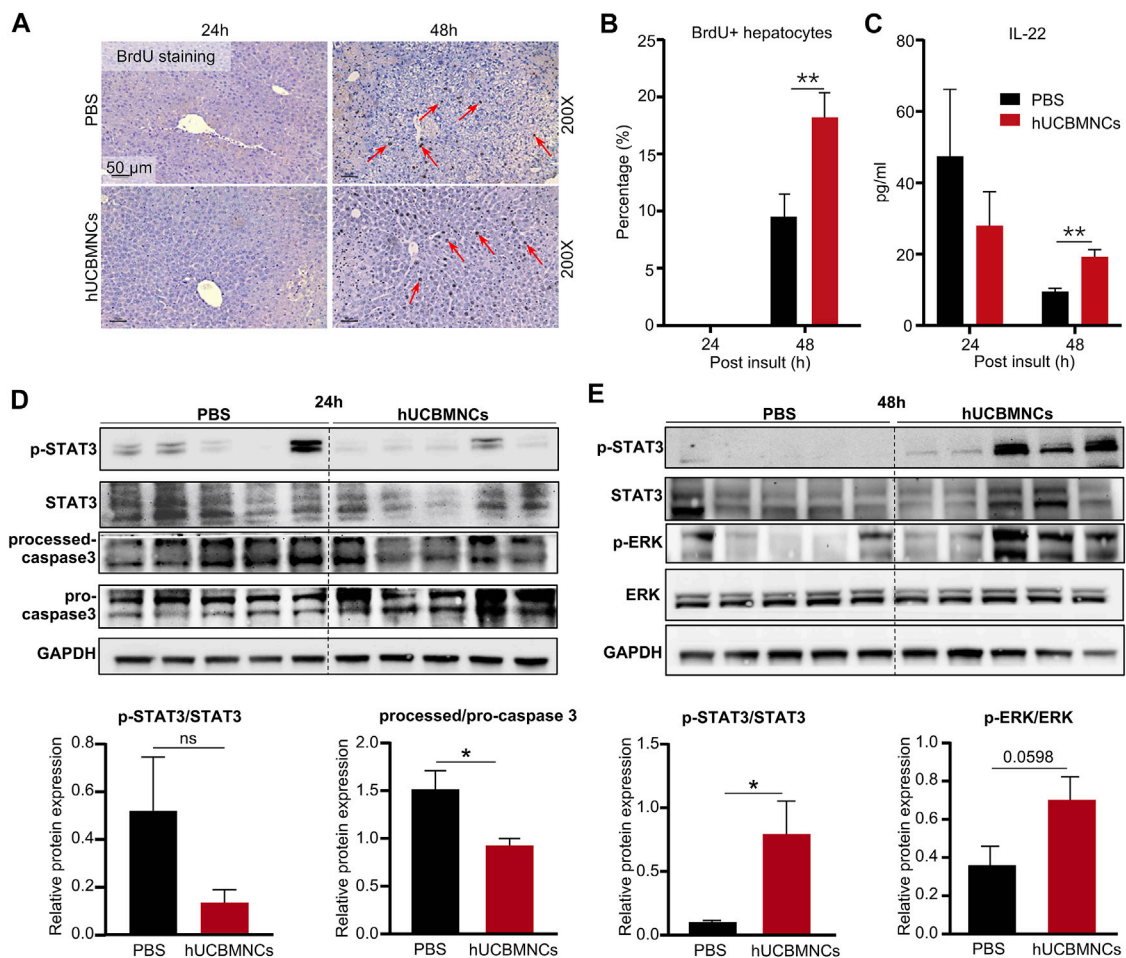 A
24h
48h
BrdU staining
PBS
50 µm
200X
hUCBMNCs
200X
B
BrdU+ hepatocytes
Percentage (%)
25
20
15
10
5
0
**
24
48
Post insult (h)
C
IL-22
pg/ml
80
60
40
20
0
PBS
hUCBMNCs
**
24
48
Post insult (h)
D
24h
PBS
hUCBMNCs
p-STAT3
STAT3
processed-
caspase3
pro-
caspase3
GAPDH
E
48h
PBS
hUCBMNCs
p-STAT3
STAT3
p-ERK
ERK
GAPDH
p-STAT3/STAT3
Relative protein expression
0.8
0.6
0.4
0.2
0.0
ns
PBS
hUCBMNCs
processed/pro-caspase 3
Relative protein expression
2.0
1.5
1.0
0.5
0.0
*
PBS
hUCBMNCs
p-STAT3/STAT3
Relative protein expression
1.5
1.0
0.5
0.0
*
PBS
hUCBMNCs
p-ERK/ERK
Relative protein expression
1.0
0.8
0.6
0.4
0.2
0.0
0.0598
PBS
hUCBMNCs